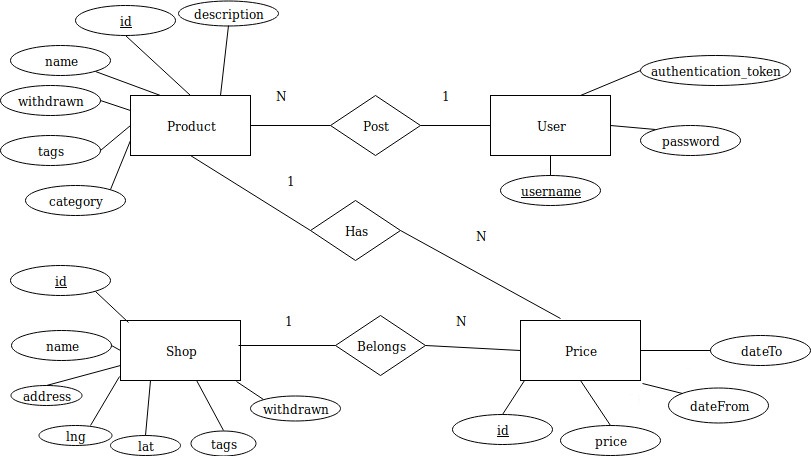 id
description
name
authentication_token
withdrawn
N
1
Product
Post
User
password
tags
category
username
1
Has
N
id
1
N
name
Shop
Belongs
Price
dateTo
address
withdrawn
dateFrom
lng
lat
tags
id
price